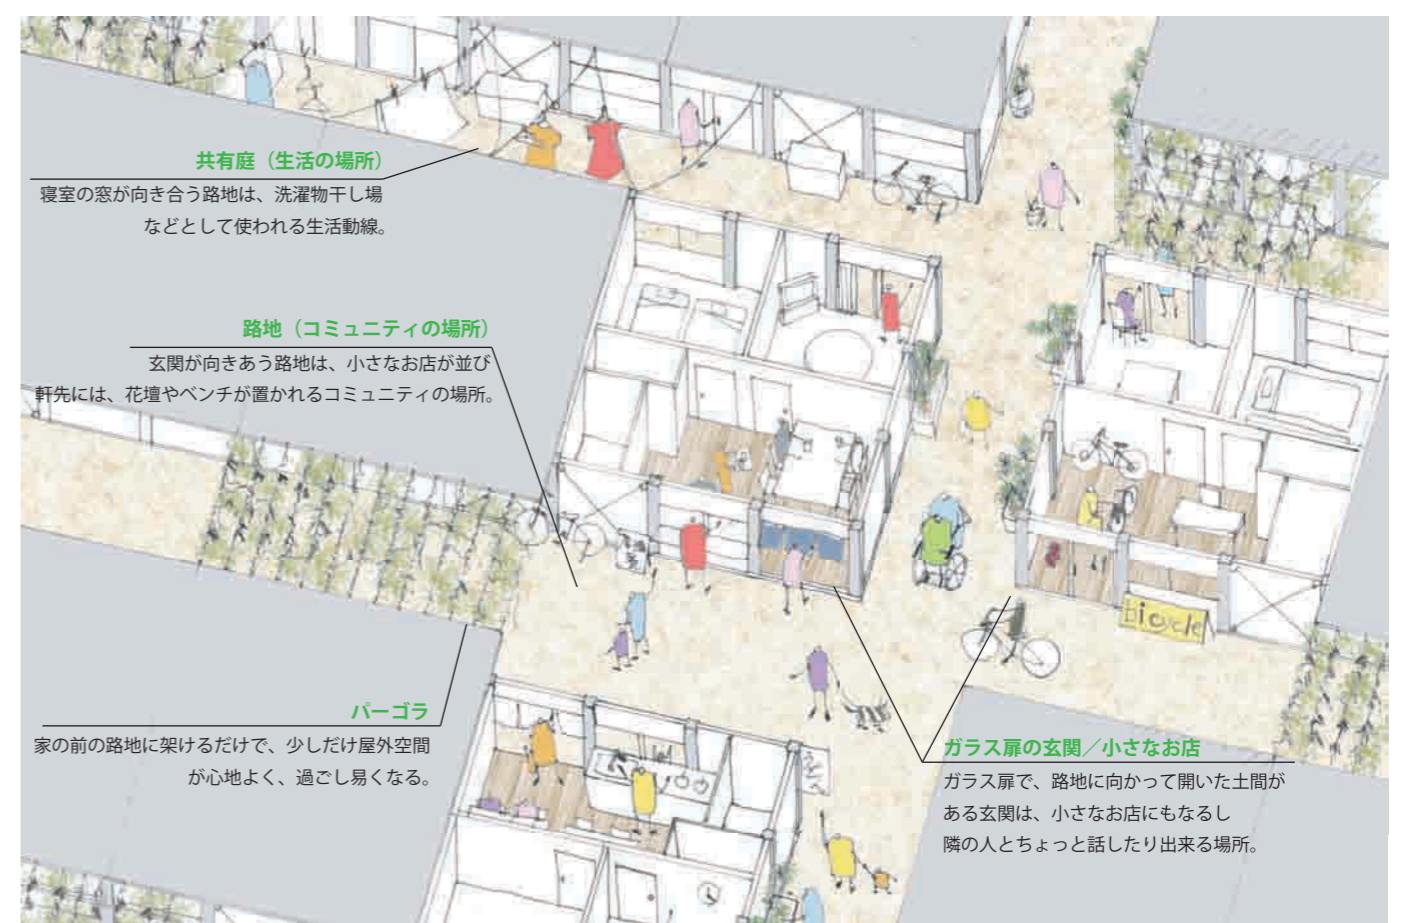 共有庭（生活の場所）
寝室の窓が向き合う路地は、洗濯物干し場
などとして使われる生活動線。
路地（コミュニティの場所）
玄関が向きあう路地は、小さなお店が並び
軒先には、花壇やベンチが置かれるコミュニティの場所。
bicycle
パーゴラ
家の前の路地に架けるだけで、少しだけ屋外空間
が心地よく、過ごし易くなる。
ガラス扉の玄関／小さなお店
ガラス扉で、路地に向かって開いた土間が
ある玄関は、小さなお店にもなるし
隣の人とちょっと話したり出来る場所。